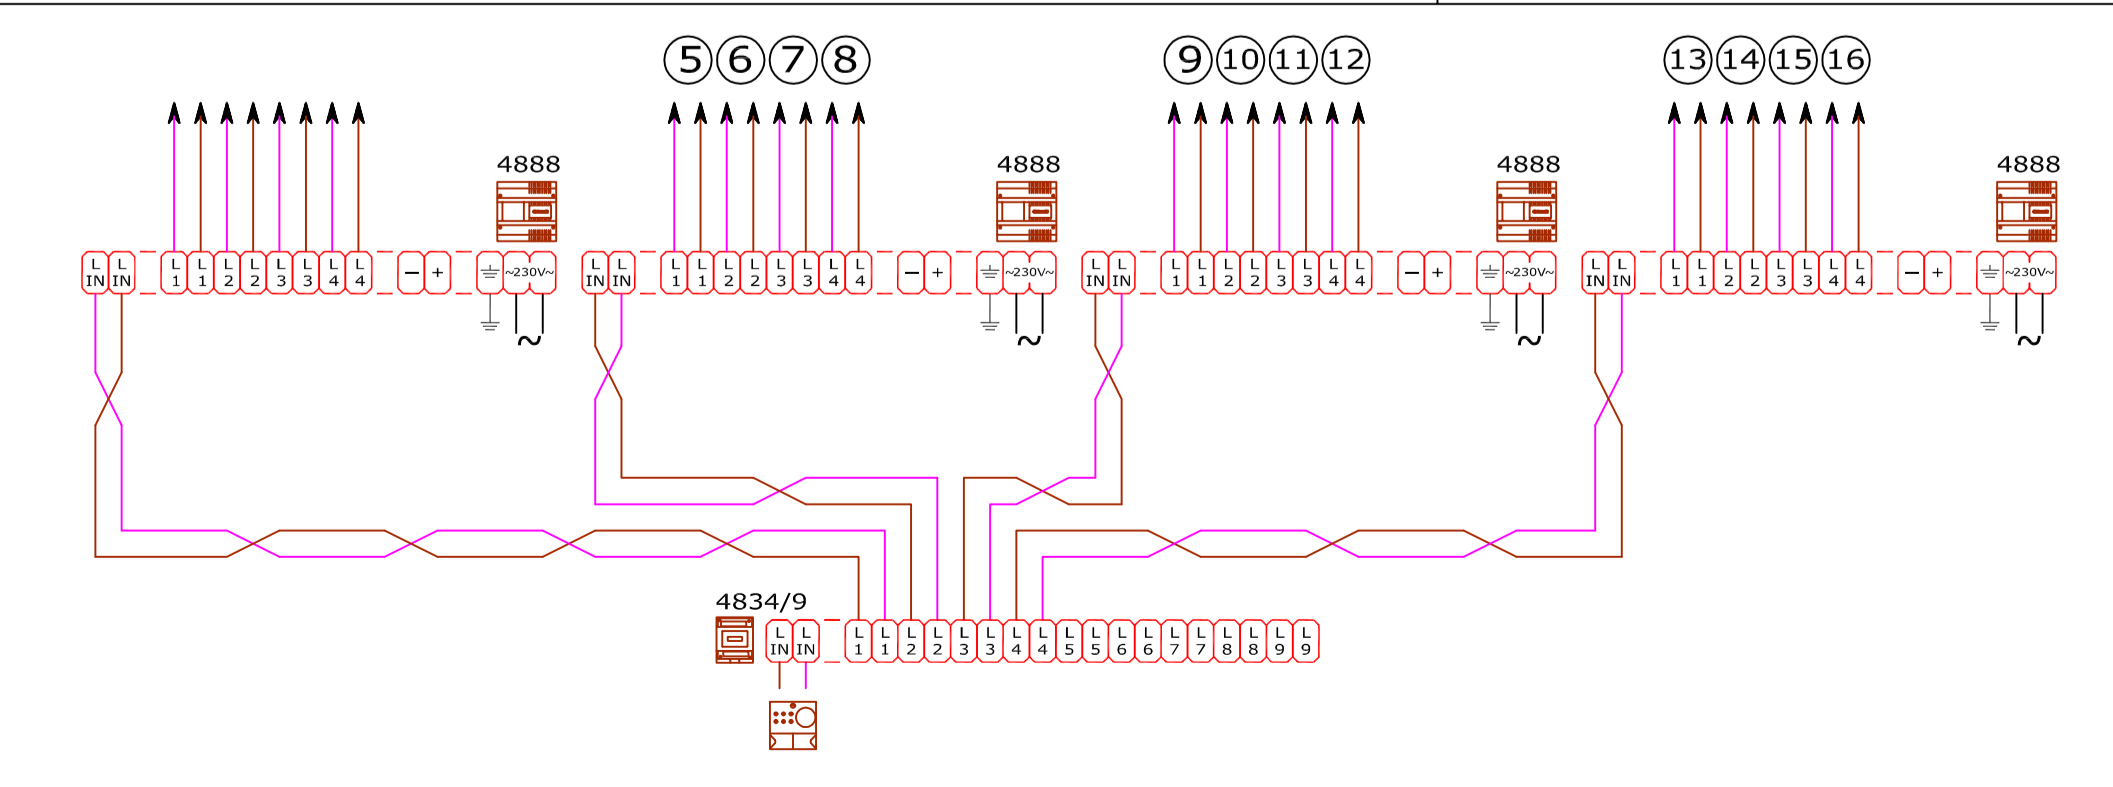 5 6 7 8 9 10 11 12 13 14 15 16
4888 4888 4888 4888
L L L L L L L L L L L L L L L L L L L L L L L L L L L L L L L L L L L L L L L L
IN IN 1 1 2 2 3 3 4 4 − + ~230V~ IN IN 1 1 2 2 3 3 4 4 − + ~230V~ IN IN 1 1 2 2 3 3 4 4 − + ~230V~ IN IN 1 1 2 2 3 3 4 4 − + ~230V~
~ ~ ~ ~
4834/9
L L L L L L L L L L L L L L L L L L L L
IN IN 1 1 2 2 3 3 4 4 5 5 6 6 7 7 8 8 9 9